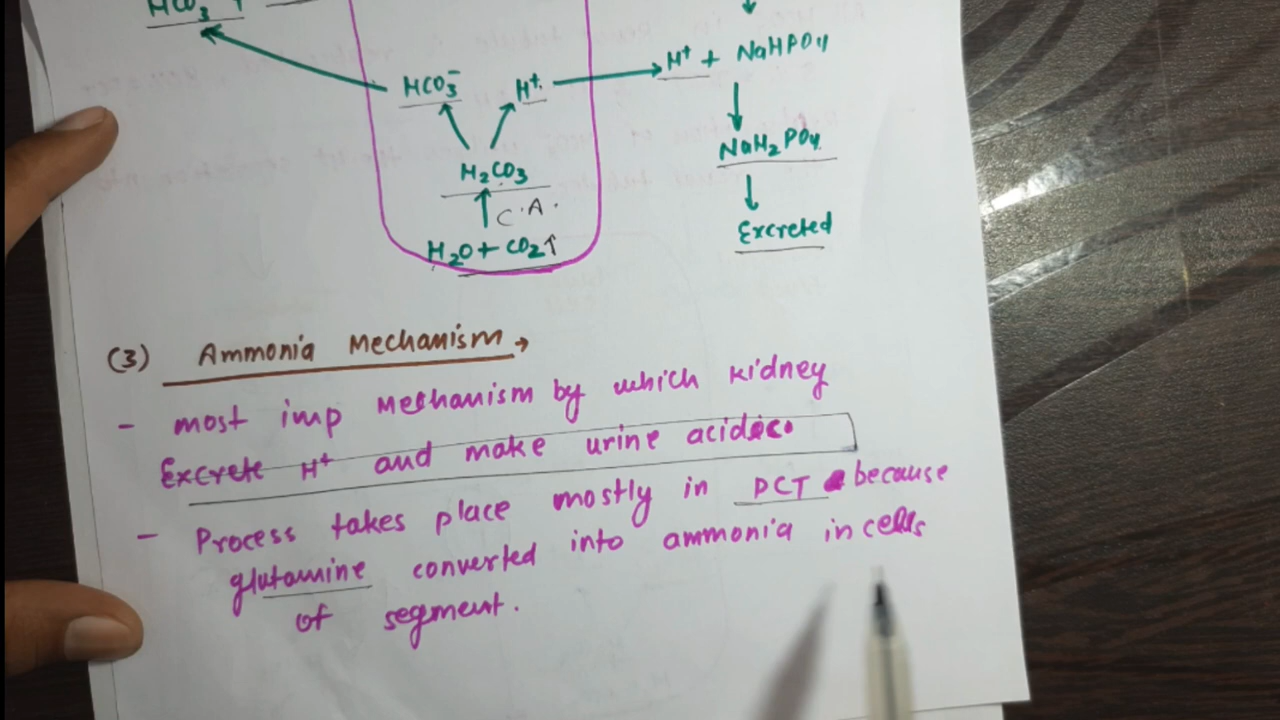 HCO3
HCO3⁻ H+ → H+ + NaHPO4
NaH2PO4
H2CO3
C.A.
Excreted
H2O + CO2↑
(3) Ammonia Mechanism →
- most imp Mechanism by which kidney
Excrete H+ and make urine acidic.
- Process takes place mostly in PCT because
glutamine converted into ammonia in cells
of segment.